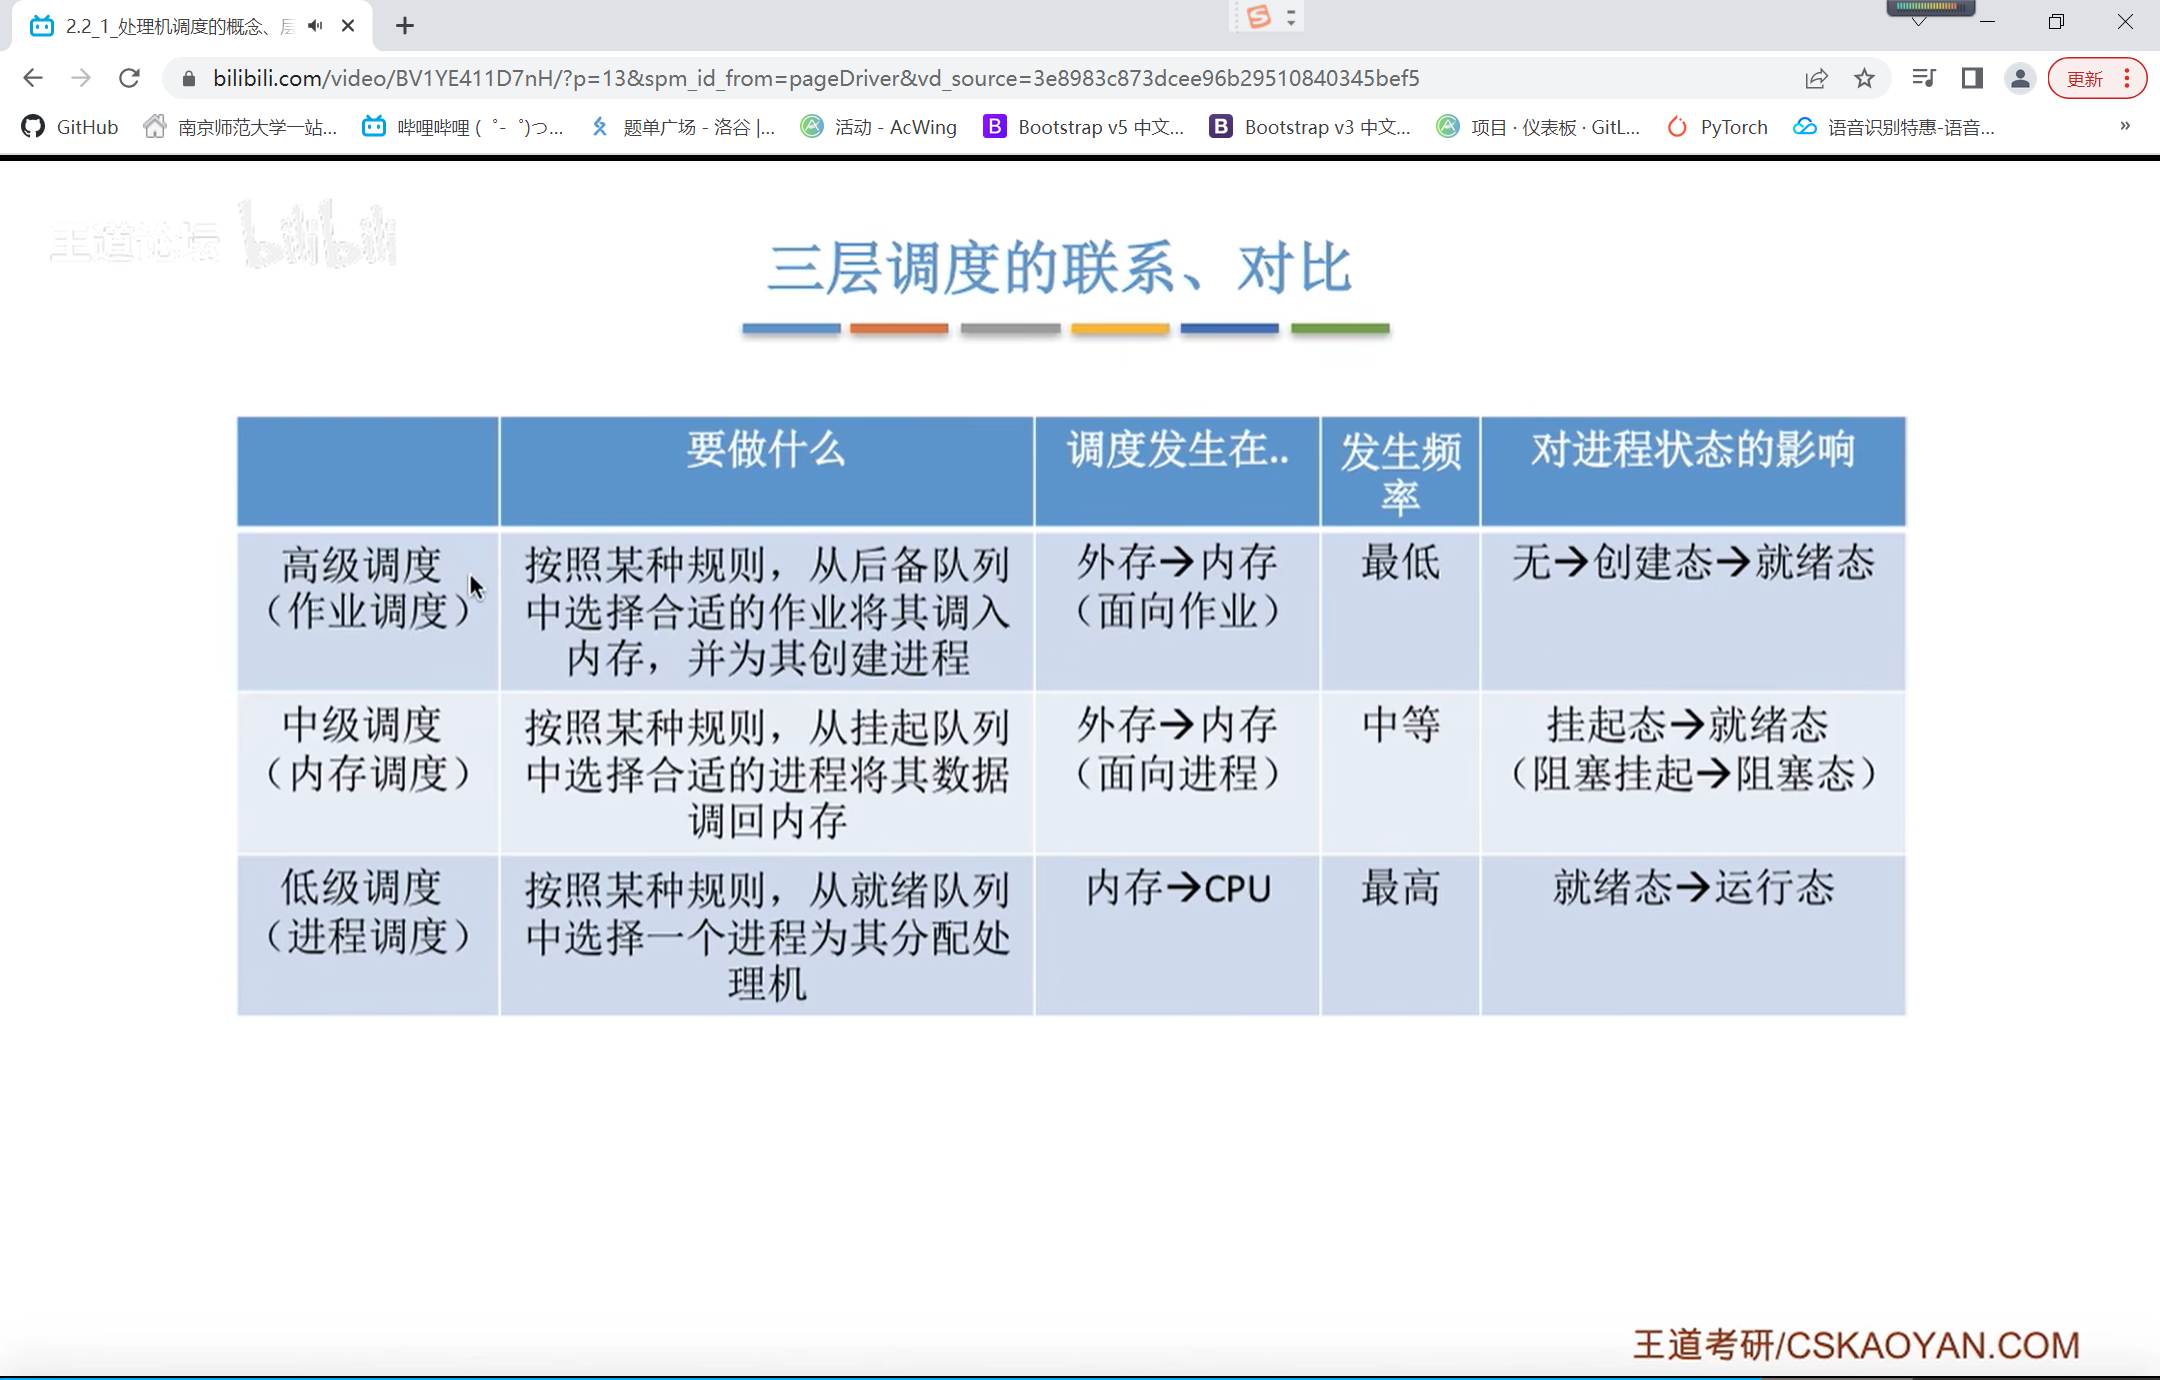 2.2_1_处理机调度的概念、层
bilibili.com/video/BV1YE411D7nH/?p=13&spm_id_from=pageDriver&vd_source=3e8983c873dcee96b29510840345bef5
更新
GitHub
南京师范大学一站...
哔哩哔哩 ( ゜- ゜)つ...
题单广场 - 洛谷 |...
活动 - AcWing
Bootstrap v5 中文...
Bootstrap v3 中文...
项目 · 仪表板 · GitL...
PyTorch
语音识别特惠-语音...
»
王道论坛 bilibili
三层调度的联系、对比
要做什么
调度发生在..
发生频
率
对进程状态的影响
高级调度
（作业调度）
按照某种规则，从后备队列
中选择合适的作业将其调入
内存，并为其创建进程
外存→内存
（面向作业）
最低
无→创建态→就绪态
中级调度
（内存调度）
按照某种规则，从挂起队列
中选择合适的进程将其数据
调回内存
外存→内存
（面向进程）
中等
挂起态→就绪态
（阻塞挂起→阻塞态）
低级调度
（进程调度）
按照某种规则，从就绪队列
中选择一个进程为其分配处
理机
内存→CPU
最高
就绪态→运行态
王道考研/CSKAOYAN.COM